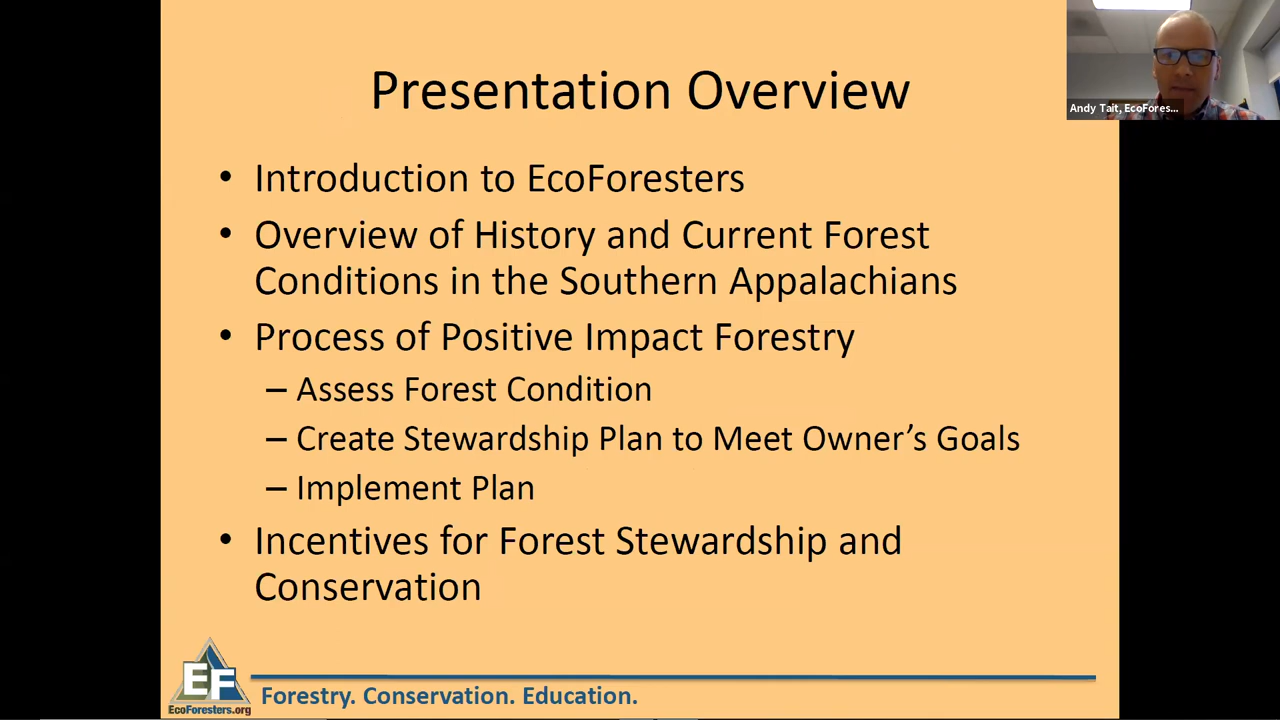 Presentation Overview
Andy Tait, EcoFores...
• Introduction to EcoForesters
• Overview of History and Current Forest
Conditions in the Southern Appalachians
• Process of Positive Impact Forestry
– Assess Forest Condition
– Create Stewardship Plan to Meet Owner’s Goals
– Implement Plan
• Incentives for Forest Stewardship and
Conservation
EF
EcoForesters.org
Forestry. Conservation. Education.